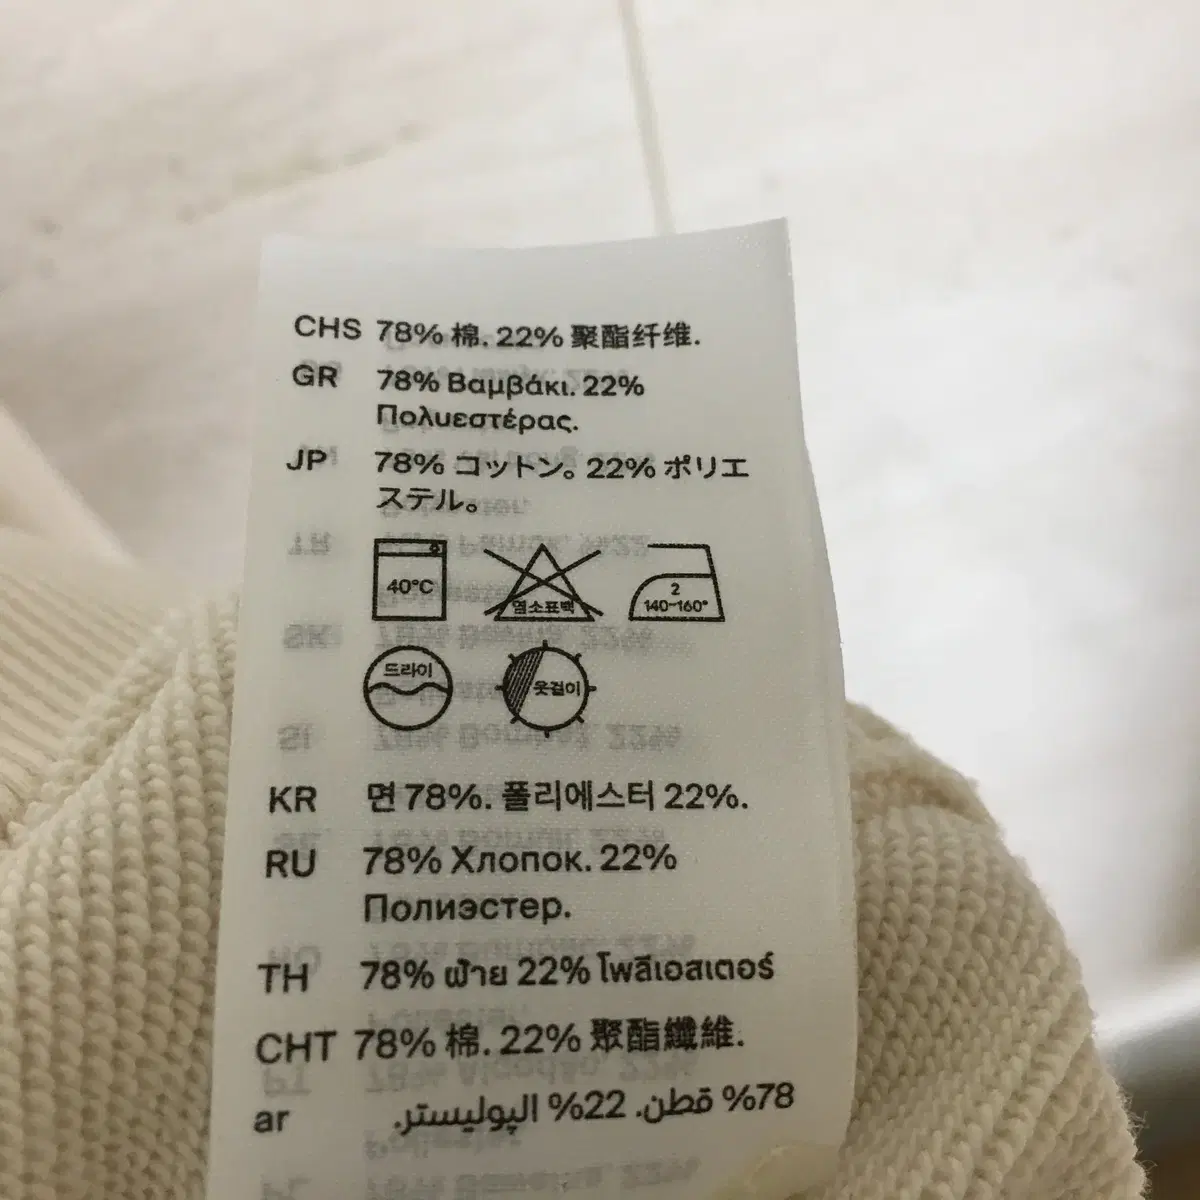 CHS 78% 棉. 22% 聚酯纤维.
GR 78% Βαμβάκι. 22%
Πολυεστέρας.
JP 78% コットン。22% ポリエ
ステル。
40°C 염소표백 2
140-160°
드라이 옷걸이
KR 면 78%. 폴리에스터 22%.
RU 78% Хлопок. 22%
Полиэстер.
TH 78% ฝ้าย 22% โพลีเอสเตอร์
CHT 78% 棉. 22% 聚酯纖維.
ar 78% قطن. 22% البوليستر.